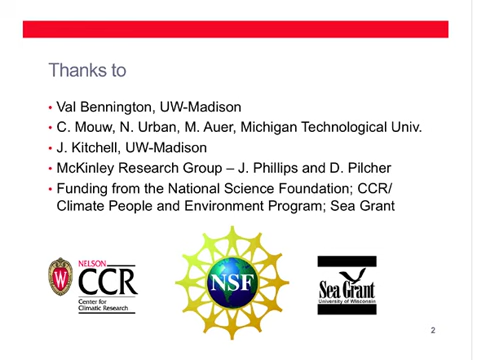 Thanks to
• Val Bennington, UW-Madison
• C. Mouw, N. Urban, M. Auer, Michigan Technological Univ.
• J. Kitchell, UW-Madison
• McKinley Research Group – J. Phillips and D. Pilcher
• Funding from the National Science Foundation; CCR/
Climate People and Environment Program; Sea Grant
W
NELSON
CCR
Center for
Climatic Research
NSF
Sea Grant
University of Wisconsin
2